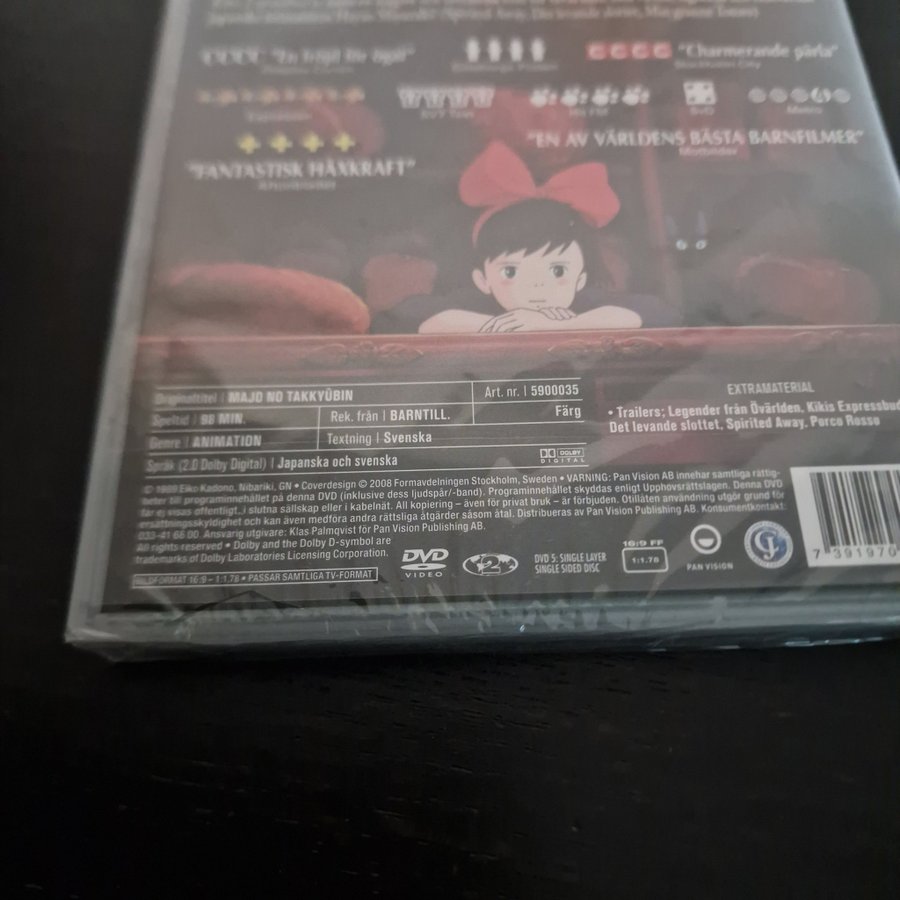 "Charmerande pärla"
Stockholm City
"EN AV VÄRLDENS BÄSTA BARNFILMER"
"FANTASTISK HÄXKRAFT"
Originaltitel | MAJO NO TAKKYŪBIN
Art. nr. | 5900035
Speltid | 98 MIN.
Rek. från | BARNTILL.
Färg
Genre | ANIMATION
Textning | Svenska
Språk (2.0 Dolby Digital) | Japanska och svenska
DOLBY
DIGITAL
EXTRAMATERIAL
• Trailers; Legender från Övärlden, Kikis Expressbud
Det levande slottet, Spirited Away, Porco Rosso
© 1989 Eiko Kadono, Nibariki, GN • Coverdesign © 2008 Formavdelningen Stockholm, Sweden • VARNING: Pan Vision AB innehar samtliga rättig-
heter till programinnehållet på denna DVD (inklusive dess ljudspår/-band). Programinnehållet skyddas enligt Upphovsrättslagen. Denna DVD
får ej visas offentligt, i slutna sällskap eller i kabelnät. All kopiering – även för privat bruk – är förbjuden. Otillåten användning utgör grund för
ersättningsskyldighet och kan även medföra andra rättsliga åtgärder såsom åtal. Distribueras av Pan Vision Publishing AB. Konsumentkontakt:
033-41 66 00. Ansvarig utgivare: Klas Palmqvist för Pan Vision Publishing AB.
All rights reserved • Dolby and the Dolby D-symbol are
trademarks of Dolby Laboratories Licensing Corporation.
BILDFORMAT 16:9 – 1:1.78 • PASSAR SAMTLIGA TV-FORMAT
DVD
VIDEO
2
DVD 5: SINGLE LAYER
SINGLE SIDED DISC
16:9 FF
1:1.78
PAN VISION
7 391970